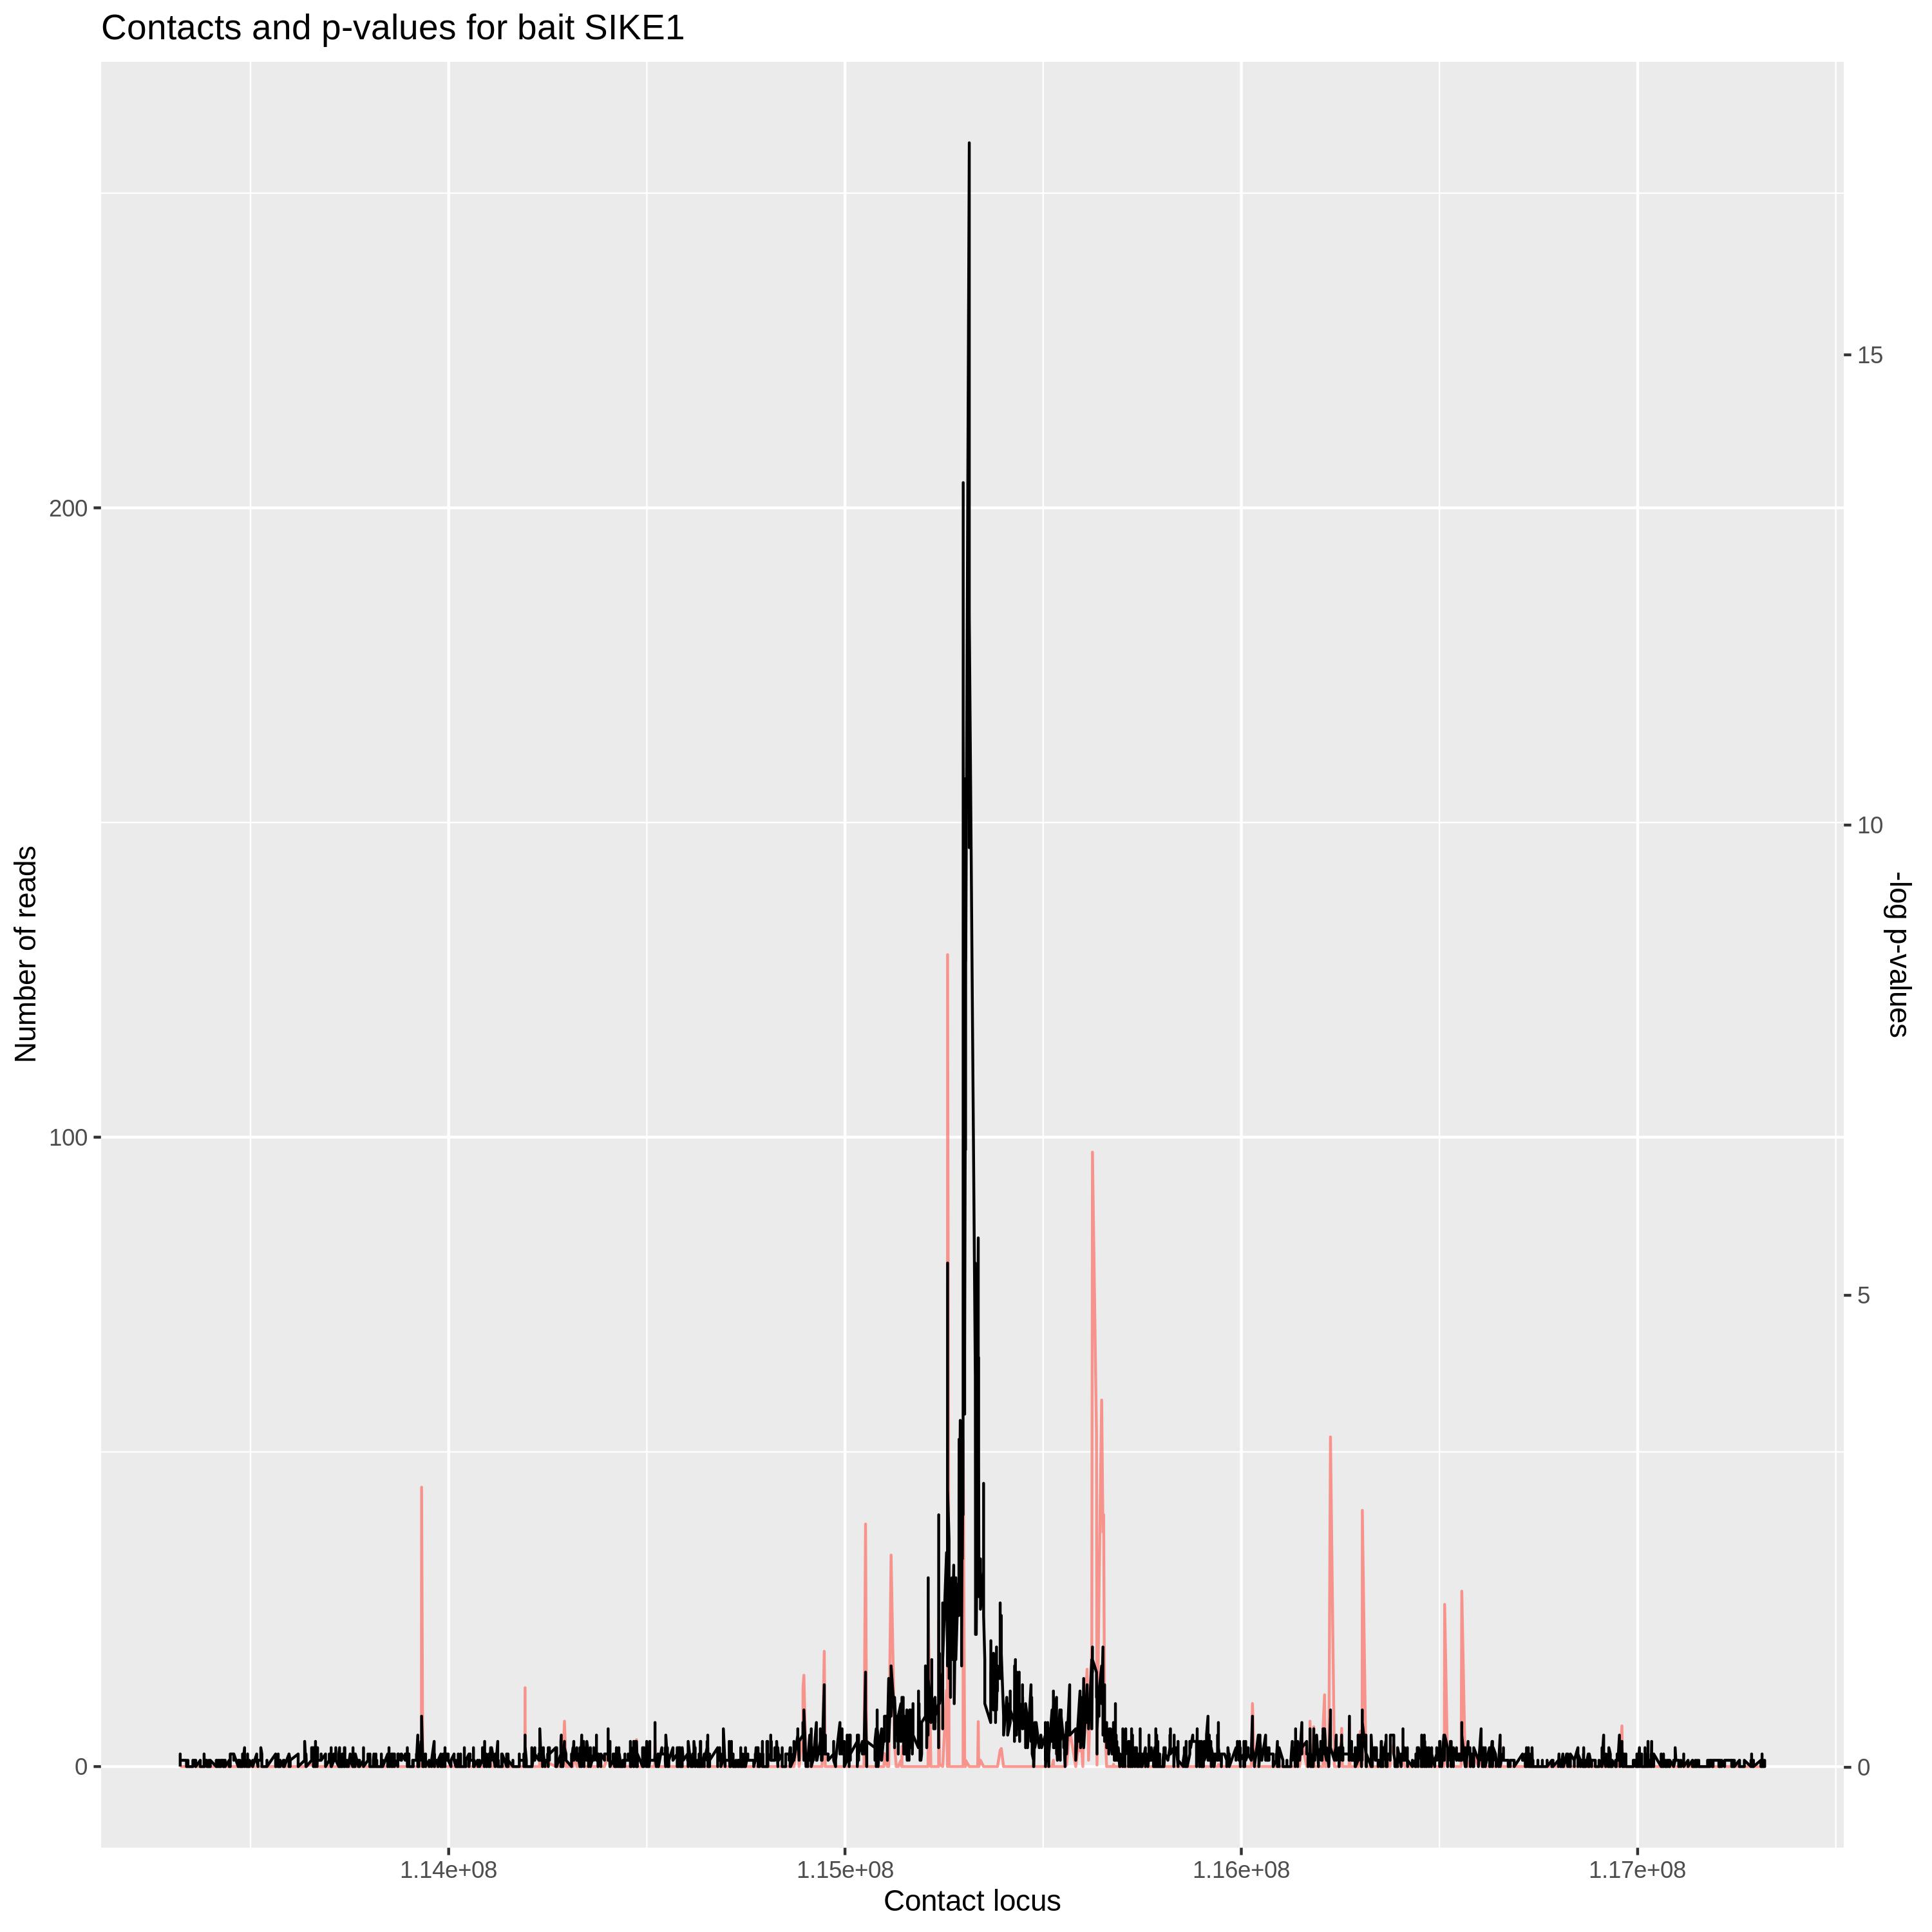 Contacts and p-values for bait SIKE1
Number of reads
200
100
0
15
10
5
0
-log p-values
1.14e+08
1.15e+08
1.16e+08
1.17e+08
Contact locus